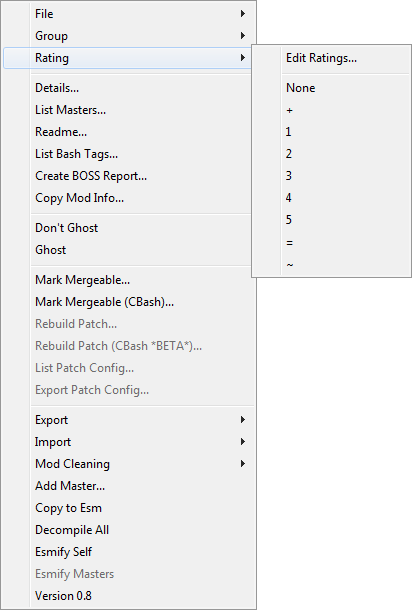 File
Group
Rating
Edit Ratings...
None
+
1
2
3
4
5
=
~
Details...
List Masters...
Readme...
List Bash Tags...
Create BOSS Report...
Copy Mod Info...
Don't Ghost
Ghost
Mark Mergeable...
Mark Mergeable (CBash)...
Rebuild Patch...
Rebuild Patch (CBash *BETA*)...
List Patch Config...
Export Patch Config...
Export
Import
Mod Cleaning
Add Master...
Copy to Esm
Decompile All
Esmify Self
Esmify Masters
Version 0.8